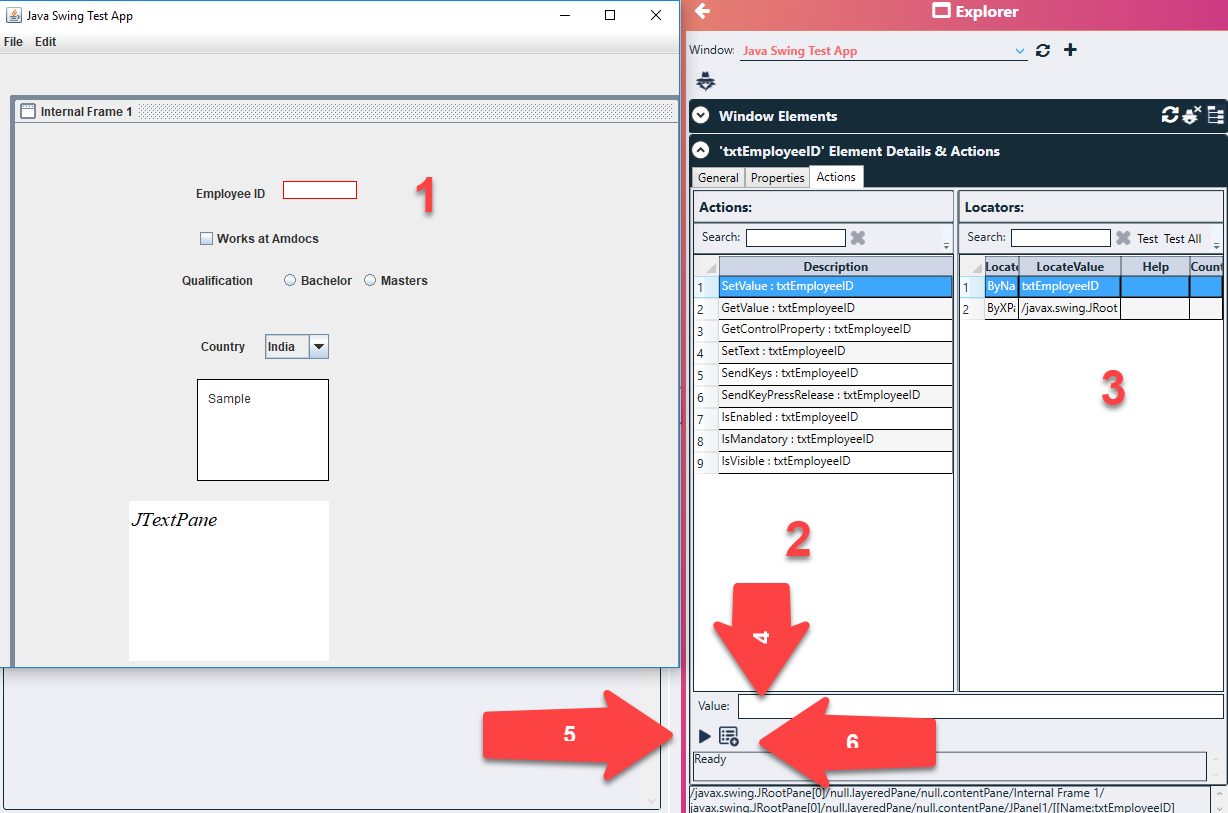 Java Swing Test App
File Edit
Internal Frame 1
Employee ID
1
Works at Amdocs
Qualification Bachelor Masters
Country India
Sample
JTextPane
5
Explorer
Window: Java Swing Test App
Window Elements
'txtEmployeeID' Element Details & Actions
General Properties Actions
Actions:
Search:
Description
1 SetValue : txtEmployeeID
2 GetValue : txtEmployeeID
3 GetControlProperty : txtEmployeeID
4 SetText : txtEmployeeID
5 SendKeys : txtEmployeeID
6 SendKeyPressRelease : txtEmployeeID
7 IsEnabled : txtEmployeeID
8 IsMandatory : txtEmployeeID
9 IsVisible : txtEmployeeID
2
4
Locators:
Search: Test Test All
Locate LocateValue Help Count
1 ByNa txtEmployeeID
2 ByXPa /javax.swing.JRoot
3
Value:
6
Ready
/javax.swing.JRootPane[0]/null.layeredPane/null.contentPane/Internal Frame 1/
javax.swing.JRootPane[0]/null.layeredPane/null.contentPane/JPanel1/[[Name:txtEmployeeID]